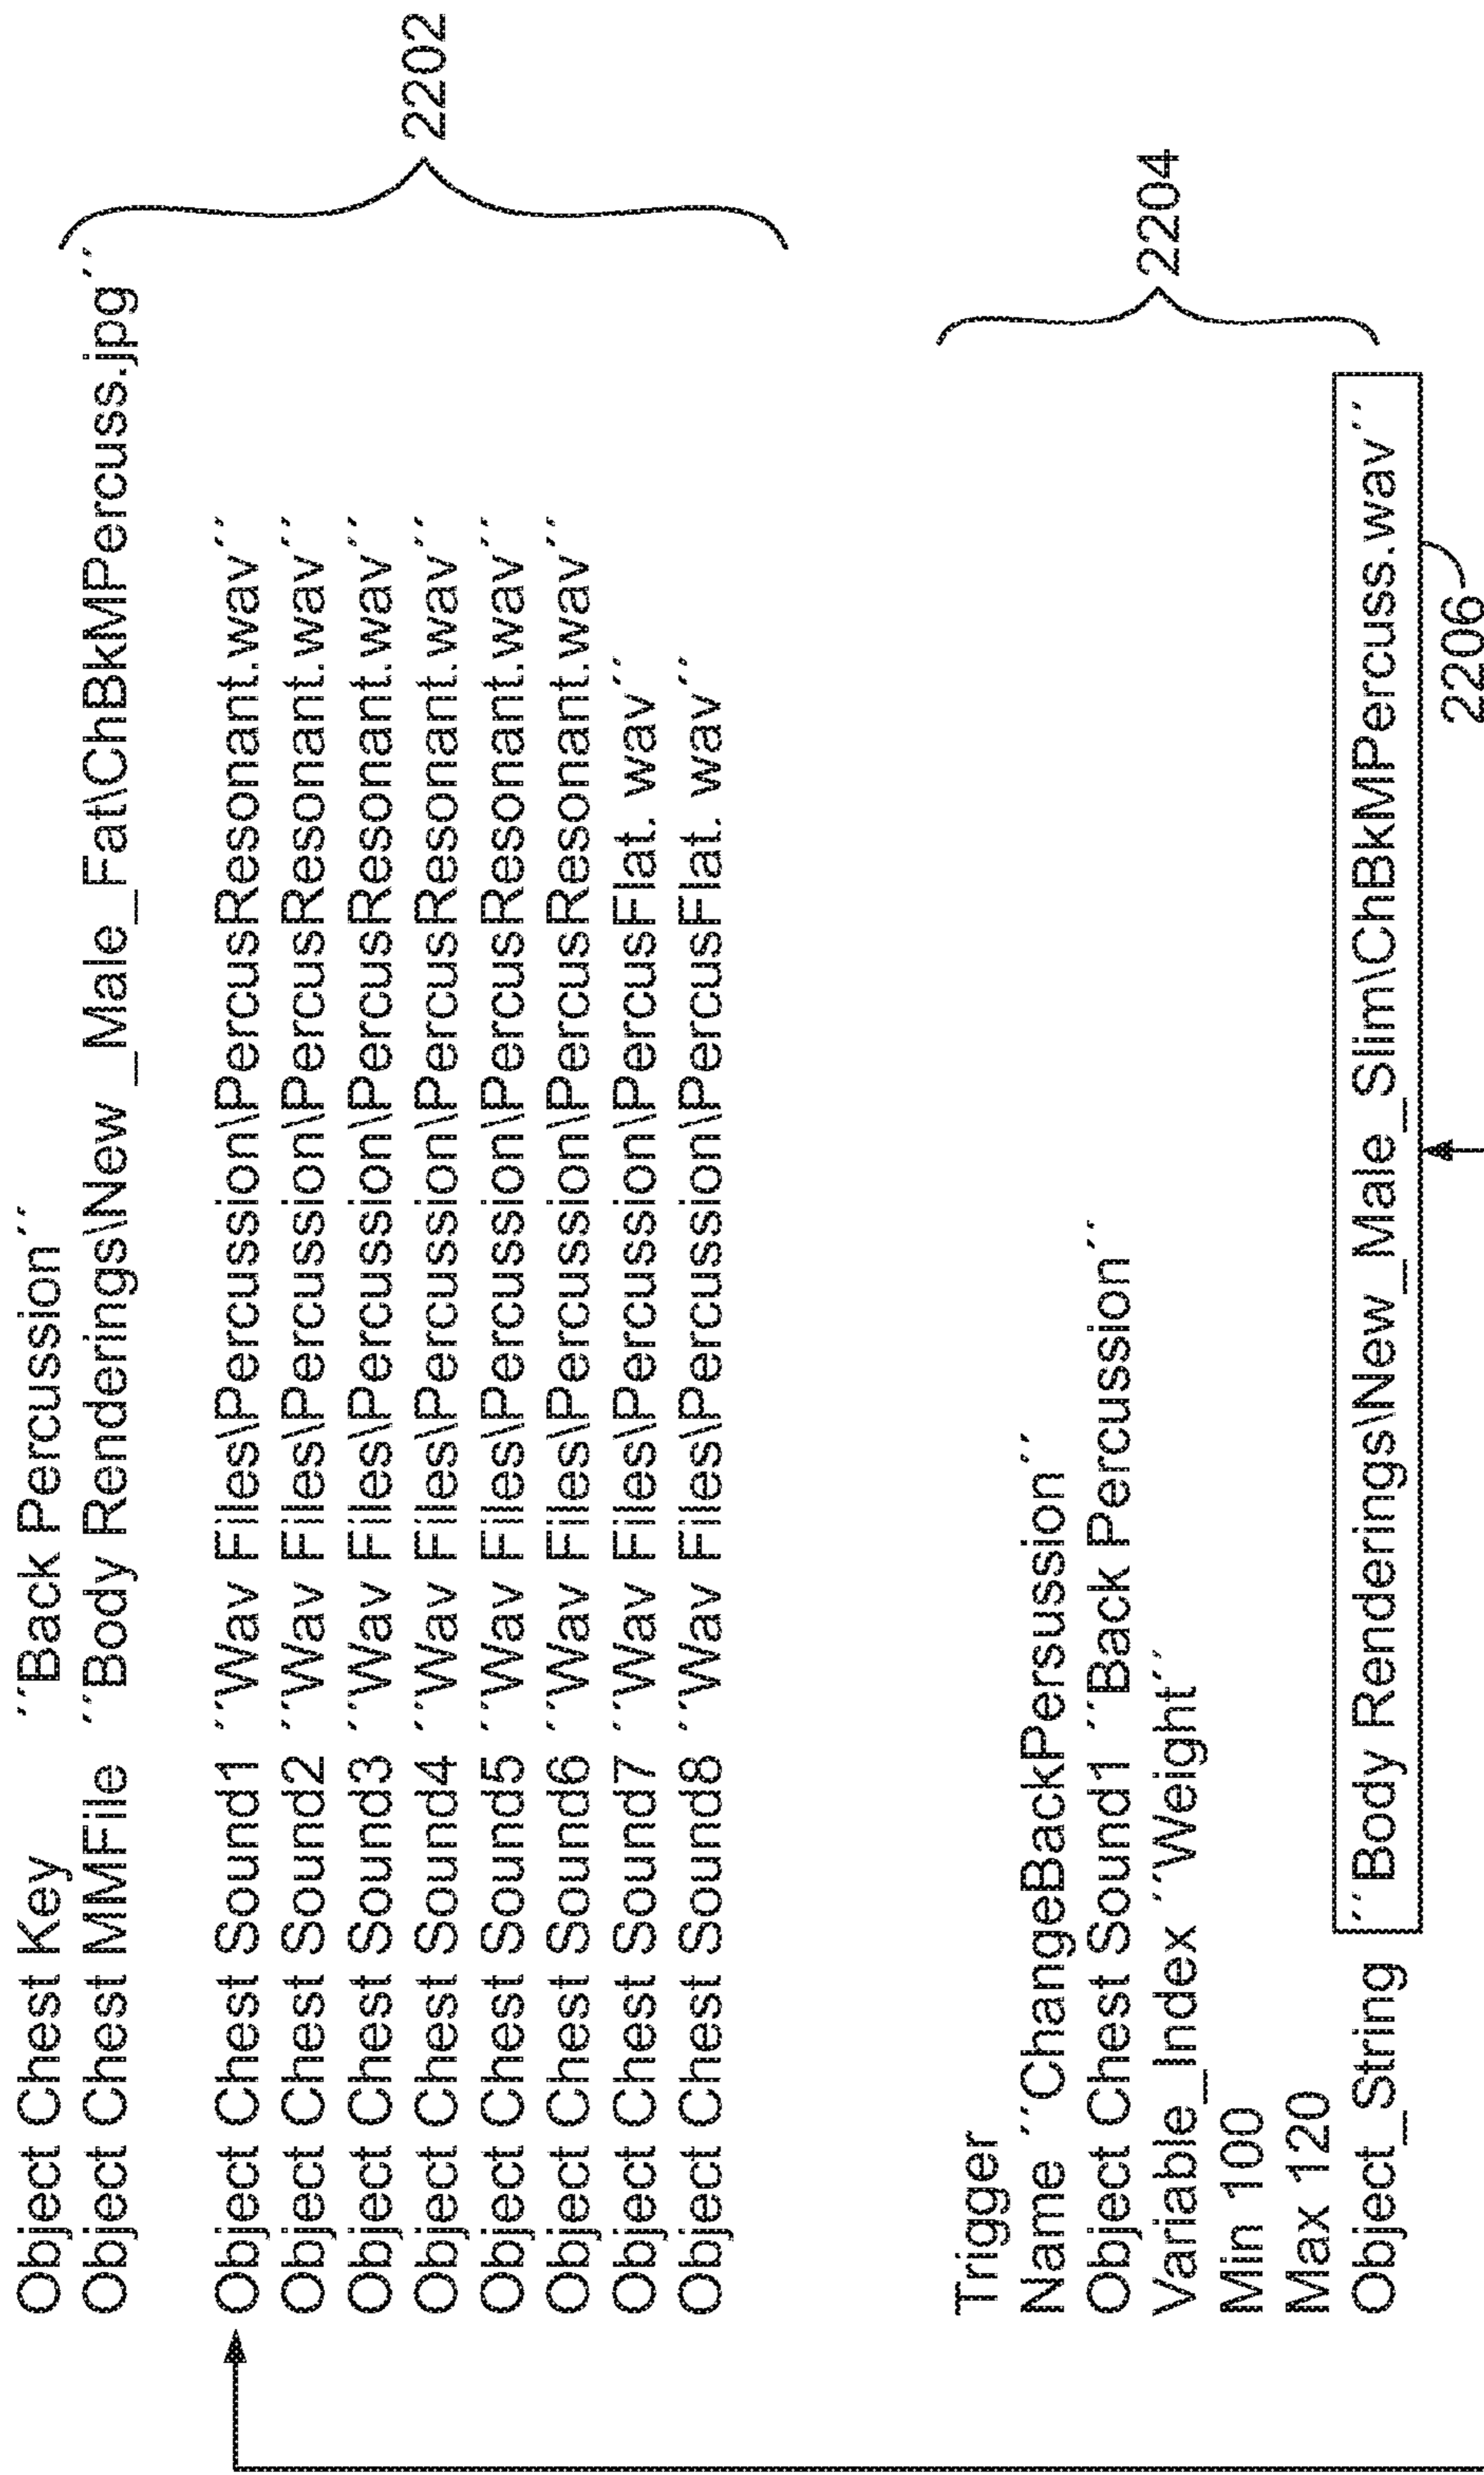 Object Chest Key ´´Back Percussion´´
Object Chest MMFile ´´Body Renderings\New _Male_Fat\ChBkMPercuss.jpg´´
2202
Object Chest Sound1 ´´Wav Files\Percussion\PercusResonant.wav´´
Object Chest Sound2 ´´Wav Files\Percussion\PercusResonant.wav´´
Object Chest Sound3 ´´Wav Files\Percussion\PercusResonant.wav´´
Object Chest Sound4 ´´Wav Files\Percussion\PercusResonant.wav´´
Object Chest Sound5 ´´Wav Files\Percussion\PercusResonant.wav´´
Object Chest Sound6 ´´Wav Files\Percussion\PercusResonant.wav´´
Object Chest Sound7 ´´Wav Files\Percussion\PercusFlat. wav´´
Object Chest Sound8 ´´Wav Files\Percussion\PercusFlat. wav´´
Trigger
Name ´´ChangeBackPersussion´´
Object Chest Sound1 ´´Back Percussion´´
Variable_Index ´´Weight´´
2204
Min 100
Max 120
Object_String ´´Body Renderings\New_Male_Slim\ChBkMPercuss.wav´´
2206